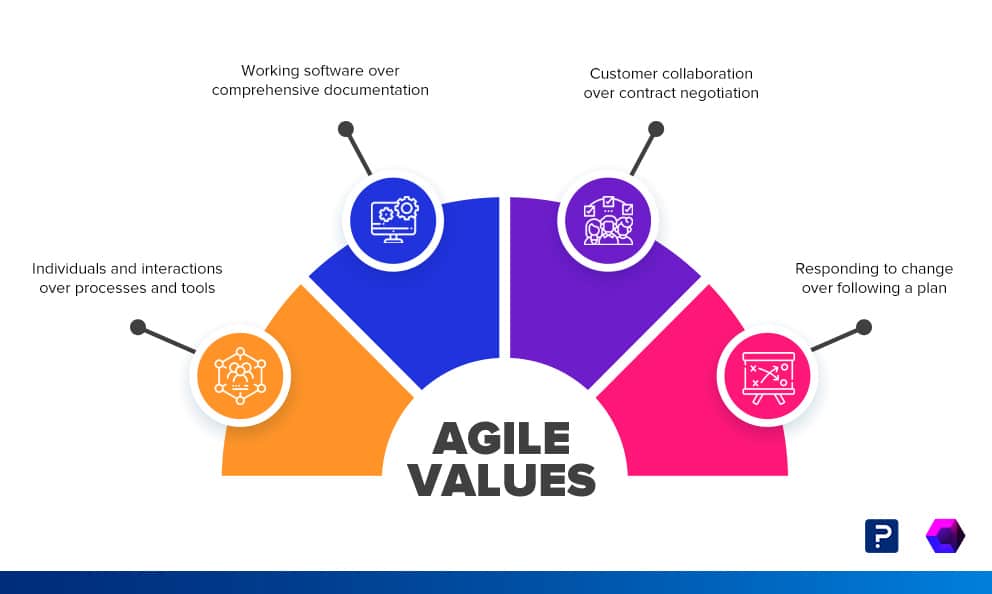 Working software over
comprehensive documentation
Customer collaboration
over contract negotiation
Individuals and interactions
over processes and tools
Responding to change
over following a plan
AGILE
VALUES